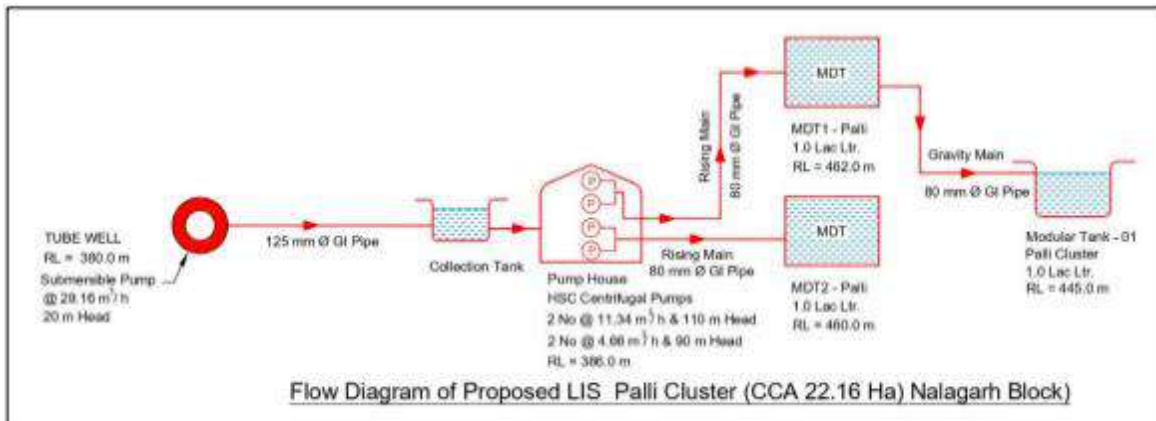 TUBE WELL
RL = 380.0 m
Submersible Pump
@ 29.16 m³/h
20 m Head
125 mm Ø GI Pipe
Collection Tank
P
P
P
P
Pump House
HSC Centrifugal Pumps
2 No @ 11.34 m³/h & 110 m Head
2 No @ 4.66 m³/h & 90 m Head
RL = 386.0 m
Rising Main
80 mm Ø GI Pipe
Rising Main
80 mm Ø GI Pipe
MDT
MDT1 - Palli
1.0 Lac Ltr.
RL = 462.0 m
MDT
MDT2 - Palli
1.0 Lac Ltr.
RL = 460.0 m
Gravity Main
80 mm Ø GI Pipe
Modular Tank - 01
Palli Cluster
1.0 Lac Ltr.
RL = 445.0 m
Flow Diagram of Proposed LIS Palli Cluster (CCA 22.16 Ha) Nalagarh Block)